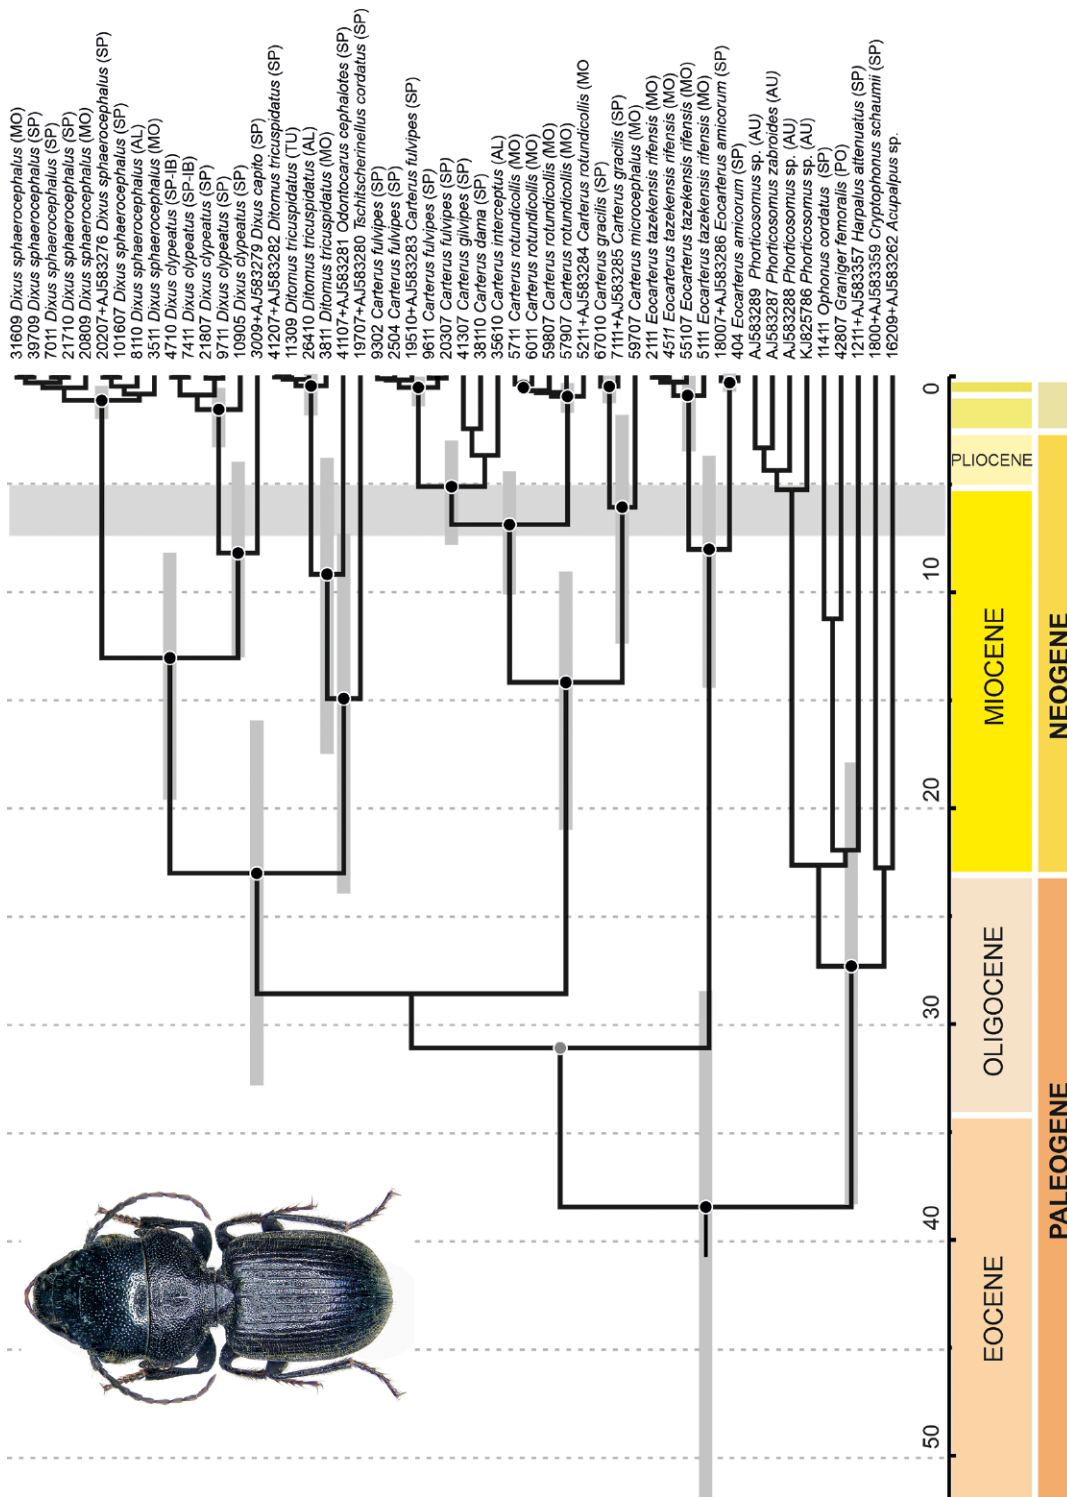 31609 Dixus sphaerocephalus (MO)
39709 Dixus sphaerocephalus (SP)
7011 Dixus sphaerocephalus (SP)
21710 Dixus sphaerocephalus (SP)
20809 Dixus sphaerocephalus (MO)
20207+AJ583276 Dixus sphaerocephalus (SP)
101607 Dixus sphaerocephalus (SP)
8110 Dixus sphaerocephalus (AL)
3511 Dixus sphaerocephalus (MO)
47110 Dixus clypeatus (SP-IB)
7411 Dixus clypeatus (SP-IB)
21807 Dixus clypeatus (SP)
9711 Dixus clypeatus (SP)
10905 Dixus clypeatus (SP)
3009+AJ583279 Dixus capito (SP)
41207+AJ583282 Ditomus tricuspidatus (SP)
11309 Ditomus tricuspidatus (TU)
26410 Ditomus tricuspidatus (AL)
3811 Ditomus tricuspidatus (MO)
41107+AJ583281 Odontocarus cephalotes (SP)
19707+AJ583280 Tschitscherinellus cordatus (SP)
9302 Carterus fulvipes (SP)
2504 Carterus fulvipes (SP)
19510+AJ583283 Carterus fulvipes (SP)
9611 Carterus fulvipes (SP)
20307 Carterus fulvipes (SP)
41307 Carterus gilvipes (SP)
38110 Carterus dama (SP)
35610 Carterus interceptus (AL)
5711 Carterus rotundicollis (MO)
6011 Carterus rotundicollis (MO)
59807 Carterus rotundicollis (MO)
57907 Carterus rotundicollis (MO)
5211+AJ583284 Carterus rotundicollis (MO
67010 Carterus gracilis (SP)
7111+AJ583285 Carterus gracilis (SP)
59707 Carterus microcephalus (MO)
2111 Eocarterus tazekensis rifensis (MO)
4511 Eocarterus tazekensis rifensis (MO)
55107 Eocarterus tazekensis rifensis (MO)
5111 Eocarterus tazekensis rifensis (MO)
18007+AJ583286 Eocarterus amicorum (SP)
404 Eocarterus amicorum (SP)
AJ583289 Phorticosomus sp. (AU)
AJ583287 Phorticosomus zabroides (AU)
AJ583288 Phorticosomus sp. (AU)
KJ825786 Phorticosomus sp. (AU)
11411 Ophonus cordatus (SP)
42807 Graniger femoralis (PO)
1211+AJ583357 Harpalus attenuatus (SP)
1800+AJ583359 Cryptophonus schaumii (SP)
16209+AJ583262 Acupalpus sp.
0
10
20
30
40
50
PLIOCENE
MIOCENE
OLIGOCENE
EOCENE
NEOGENE
PALEOGENE